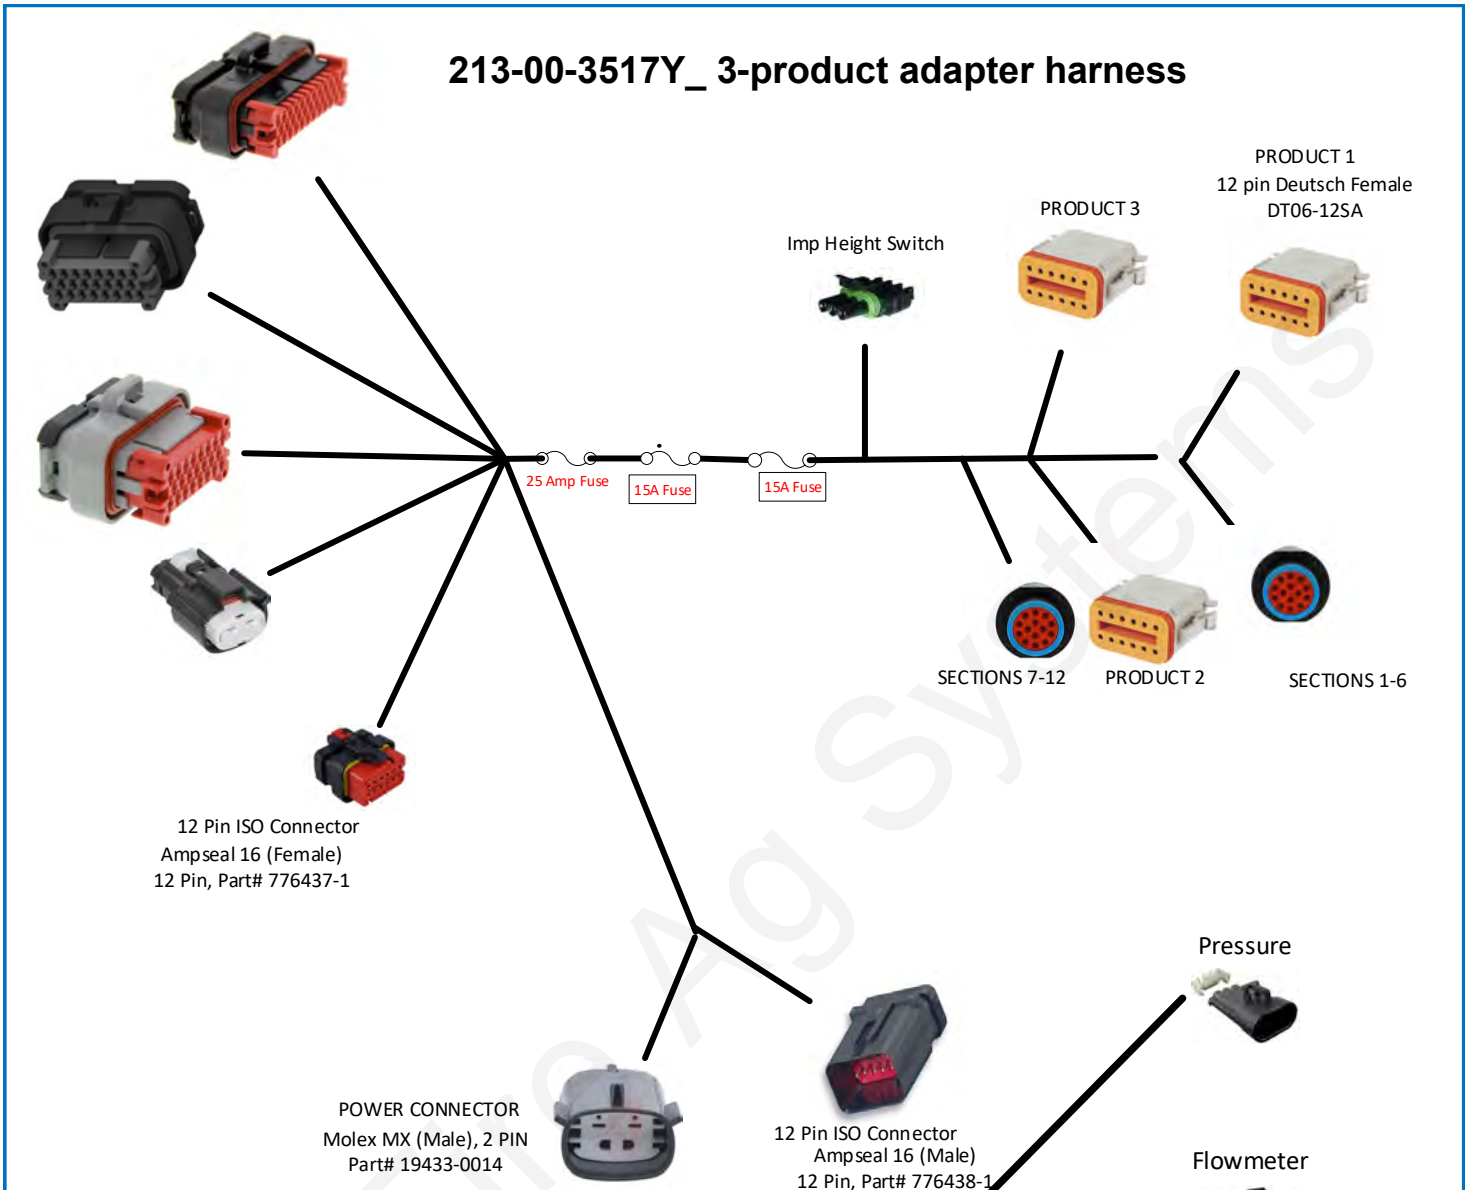 213-00-3517Y_ 3-product adapter harness
PRODUCT 1
12 pin Deutsch Female
DT06-12SA
PRODUCT 3
Imp Height Switch
25 Amp Fuse
15A Fuse
15A Fuse
SECTIONS 7-12
PRODUCT 2
SECTIONS 1-6
12 Pin ISO Connector
Ampseal 16 (Female)
12 Pin, Part# 776437-1
Pressure
POWER CONNECTOR
Molex MX (Male), 2 PIN
Part# 19433-0014
12 Pin ISO Connector
Ampseal 16 (Male)
12 Pin, Part# 776438-1
Flowmeter
Ag Systems